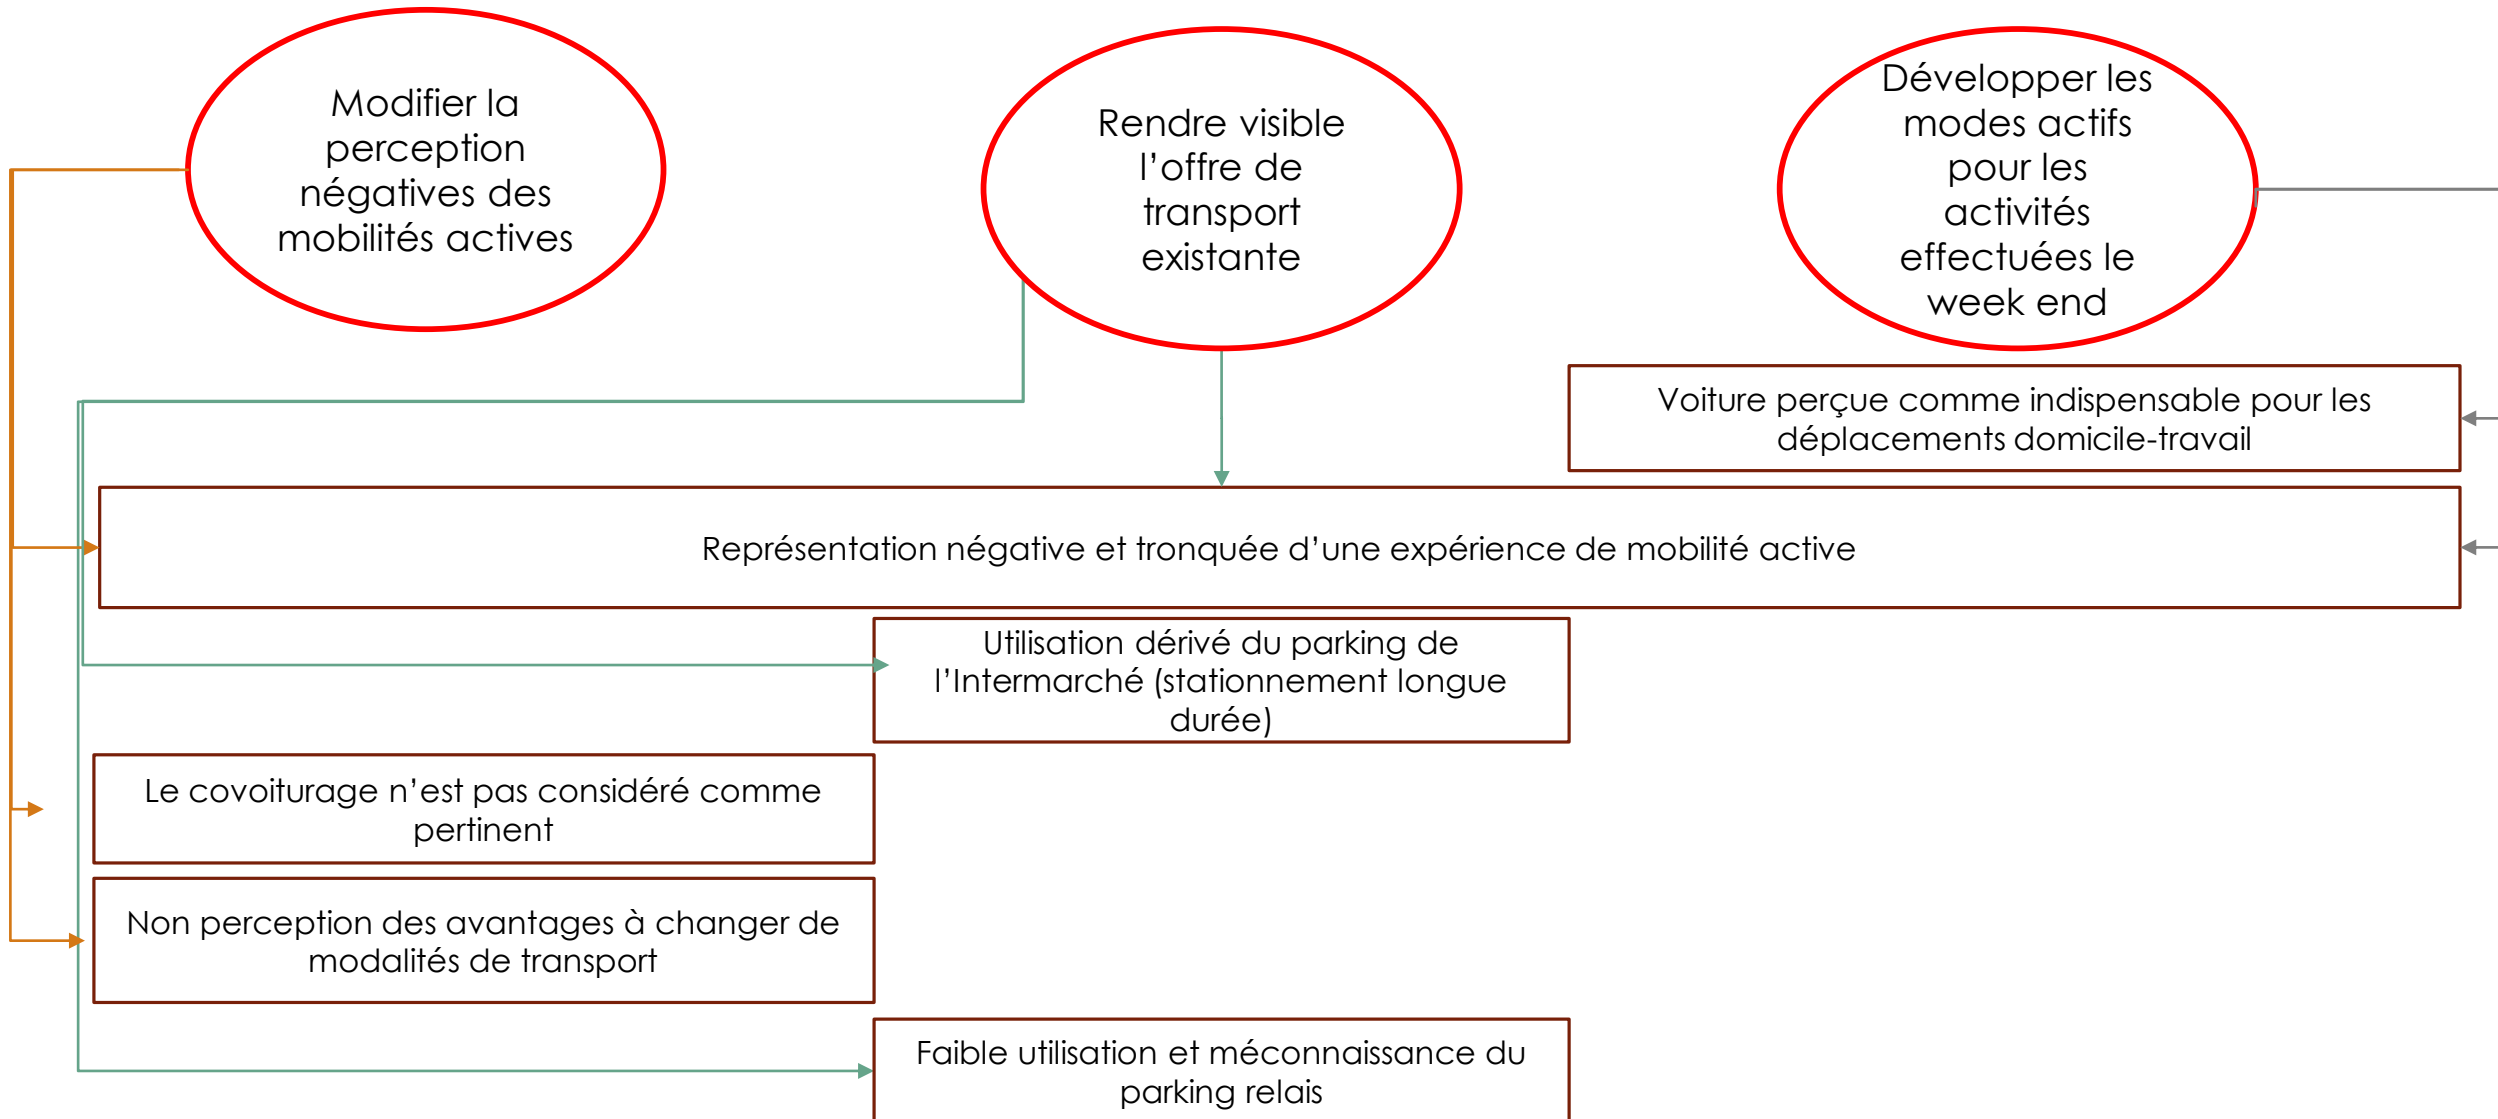 Modifier la
perception
négatives des
mobilités actives
Rendre visible
l’offre de
transport
existante
Développer les
modes actifs
pour les
activités
effectuées le
week end
Voiture perçue comme indispensable pour les
déplacements domicile-travail
Représentation négative et tronquée d’une expérience de mobilité active
Utilisation dérivé du parking de
l’Intermarché (stationnement longue
durée)
Le covoiturage n’est pas considéré comme
pertinent
Non perception des avantages à changer de
modalités de transport
Faible utilisation et méconnaissance du
parking relais